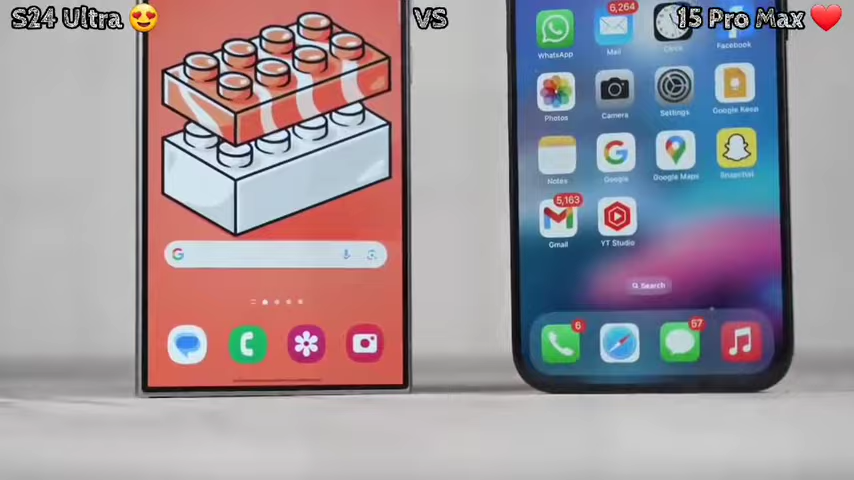 S24 Ultra 😍 VS 15 Pro Max ❤️
6,264
WhatsApp Mail Clock Facebook
Photos Camera Settings Google Keep
Notes Google Google Maps Snapchat
5,163
Gmail YT Studio
Search
6 57